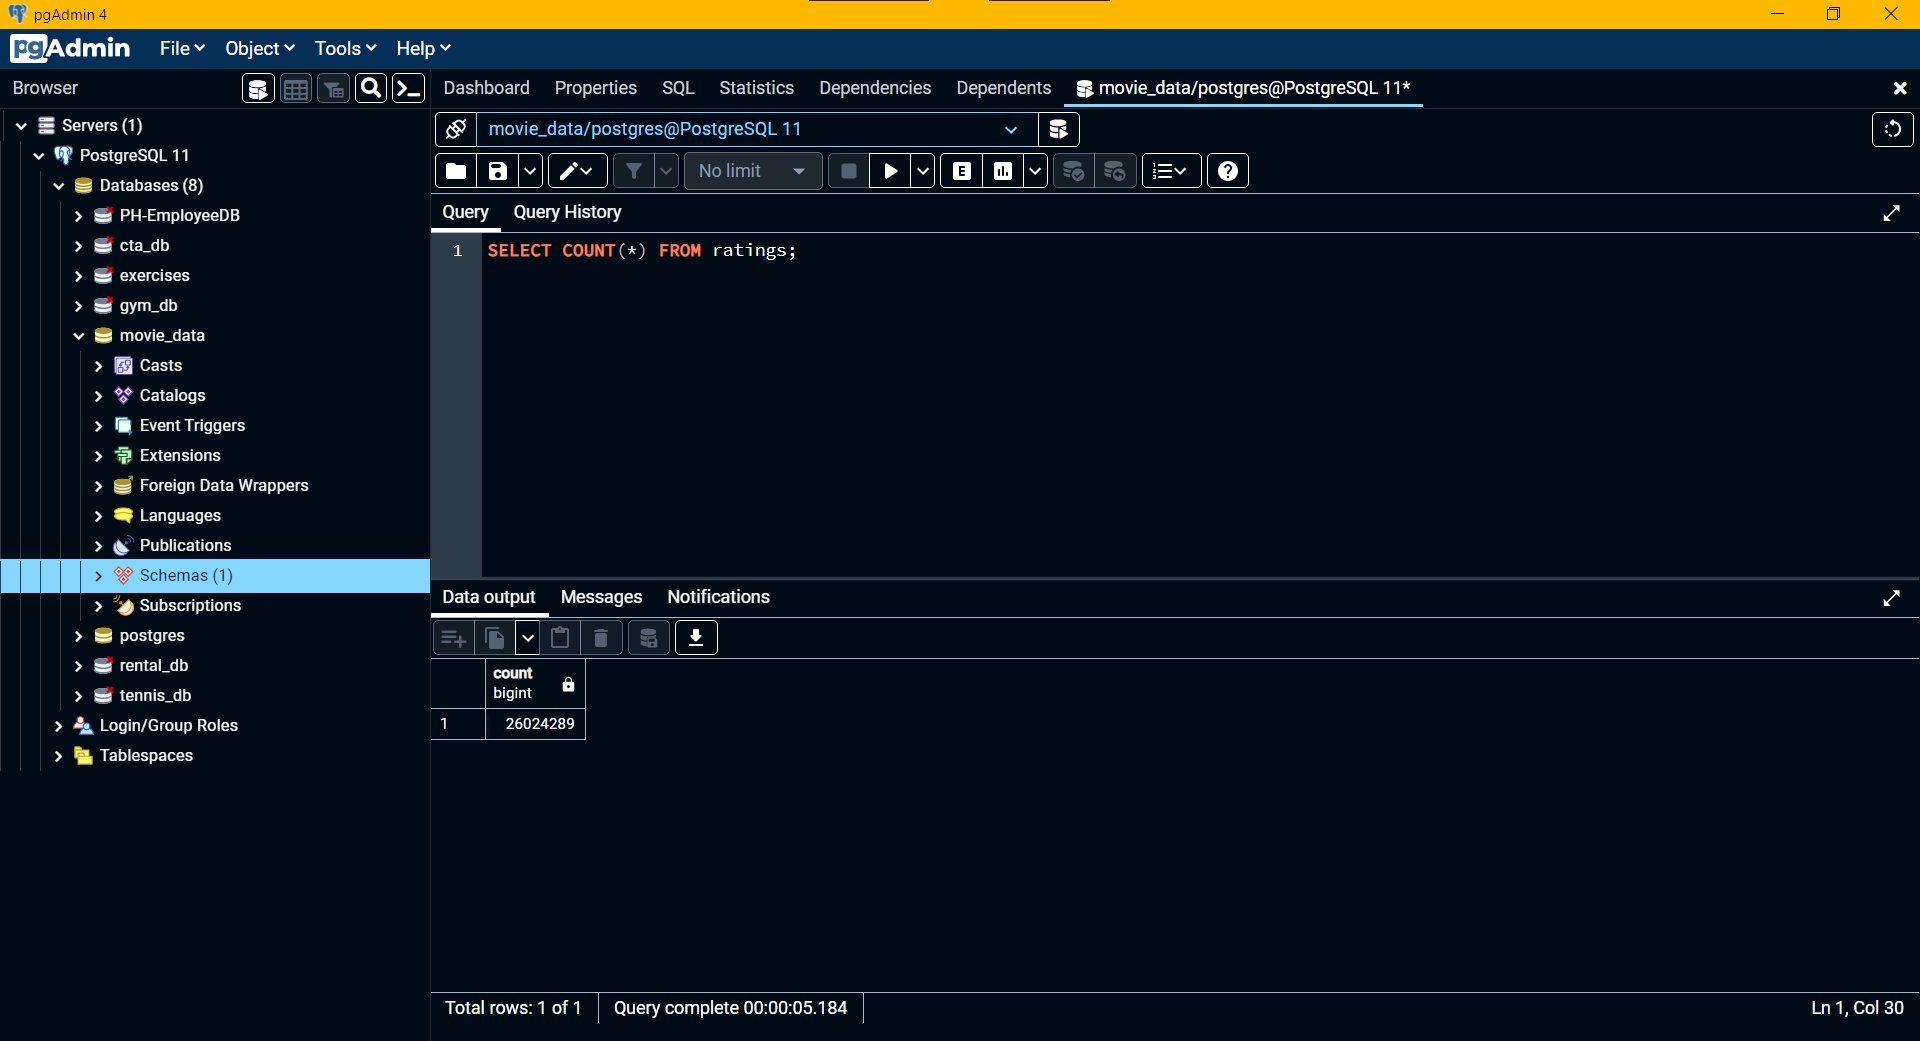 pgAdmin 4
pgAdmin File Object Tools Help
Browser
Dashboard Properties SQL Statistics Dependencies Dependents movie_data/postgres@PostgreSQL 11*
Servers (1)
PostgreSQL 11
Databases (8)
PH-EmployeeDB
cta_db
exercises
gym_db
movie_data
Casts
Catalogs
Event Triggers
Extensions
Foreign Data Wrappers
Languages
Publications
Schemas (1)
Subscriptions
postgres
rental_db
tennis_db
Login/Group Roles
Tablespaces
movie_data/postgres@PostgreSQL 11
No limit
E
Query Query History
1 SELECT COUNT(*) FROM ratings;
Data output Messages Notifications
count
bigint
1 26024289
Total rows: 1 of 1 Query complete 00:00:05.184 Ln 1, Col 30